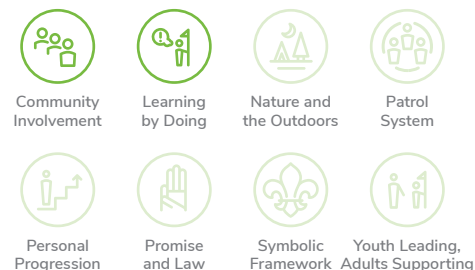 Community Learning Nature and Patrol
Involvement by Doing the Outdoors System
Personal Promise Symbolic Youth Leading,
Progression and Law Framework Adults Supporting